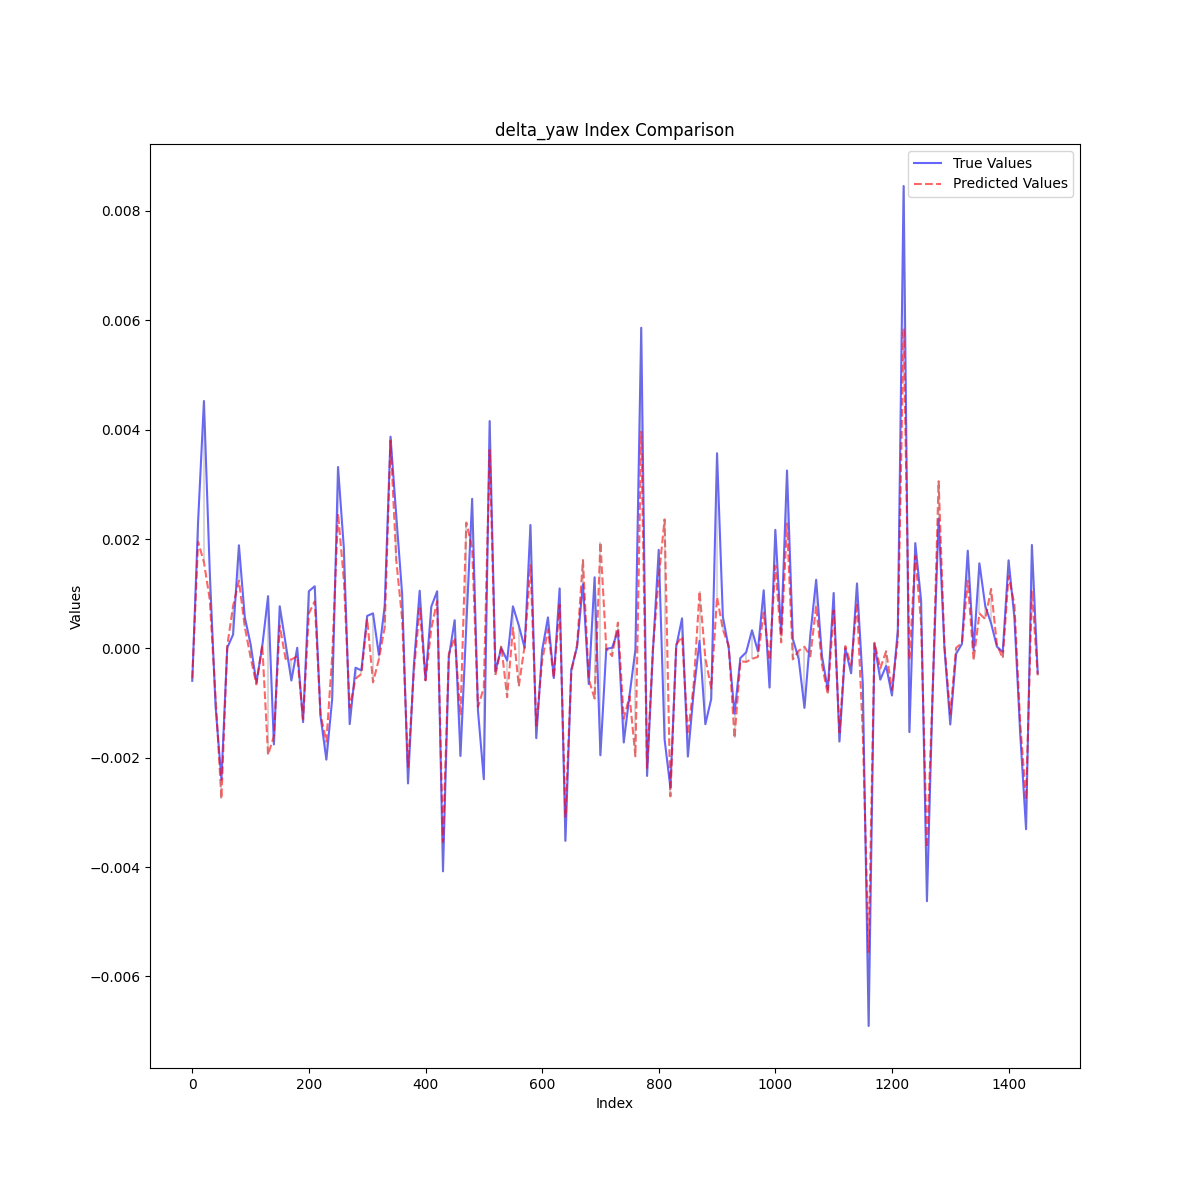 delta_yaw Index Comparison
True Values
Predicted Values
0.008
0.006
0.004
0.002
0.000
−0.002
−0.004
−0.006
Values
0 200 400 600 800 1000 1200 1400
Index